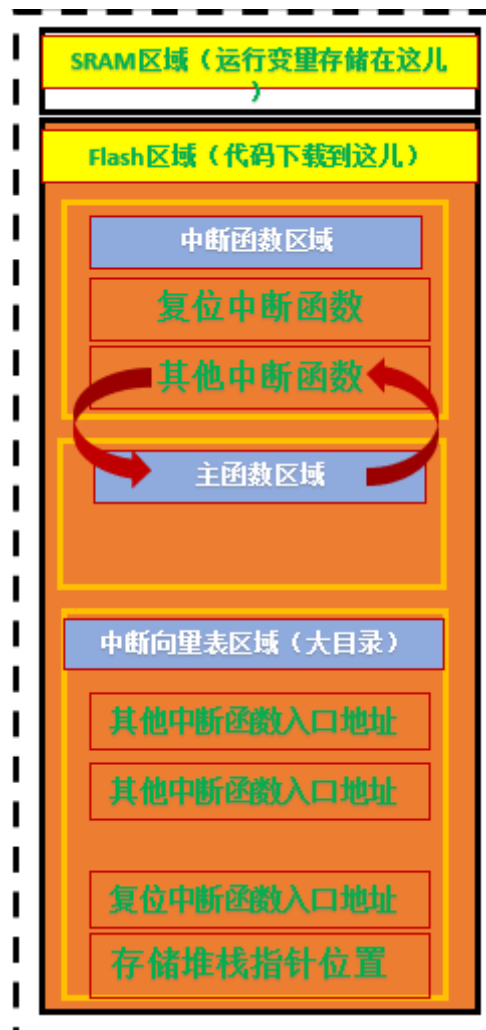 SRAM区域（运行变量存储在这儿
）
Flash区域（代码下载到这儿）
中断函数区域
复位中断函数
其他中断函数
主函数区域
中断向量表区域（大目录）
其他中断函数入口地址
其他中断函数入口地址
复位中断函数入口地址
存储堆栈指针位置